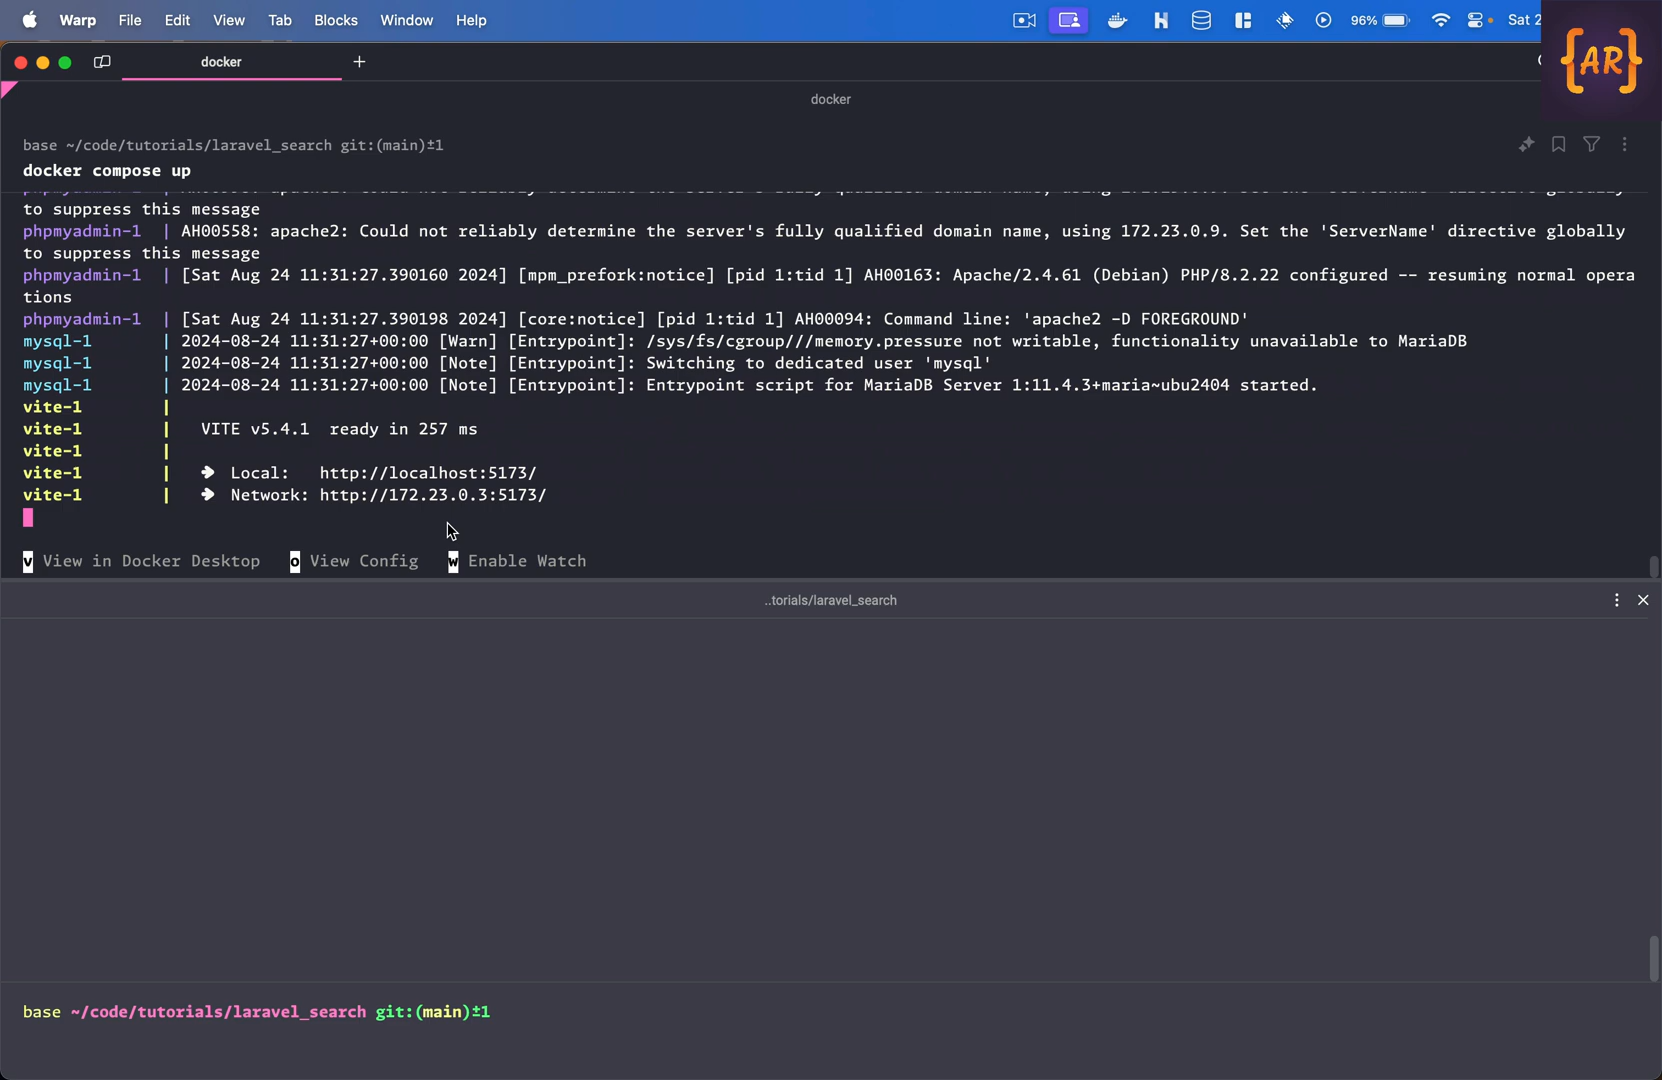 Warp File Edit View Tab Blocks Window Help 96% Sat 2
{AR}
docker
docker
base ~/code/tutorials/laravel_search git:(main)±1
docker compose up
to suppress this message
phpmyadmin-1 | AH00558: apache2: Could not reliably determine the server's fully qualified domain name, using 172.23.0.9. Set the 'ServerName' directive globally
to suppress this message
phpmyadmin-1 | [Sat Aug 24 11:31:27.390160 2024] [mpm_prefork:notice] [pid 1:tid 1] AH00163: Apache/2.4.61 (Debian) PHP/8.2.22 configured -- resuming normal opera
tions
phpmyadmin-1 | [Sat Aug 24 11:31:27.390198 2024] [core:notice] [pid 1:tid 1] AH00094: Command line: 'apache2 -D FOREGROUND'
mysql-1 | 2024-08-24 11:31:27+00:00 [Warn] [Entrypoint]: /sys/fs/cgroup///memory.pressure not writable, functionality unavailable to MariaDB
mysql-1 | 2024-08-24 11:31:27+00:00 [Note] [Entrypoint]: Switching to dedicated user 'mysql'
mysql-1 | 2024-08-24 11:31:27+00:00 [Note] [Entrypoint]: Entrypoint script for MariaDB Server 1:11.4.3+maria~ubu2404 started.
vite-1 |
vite-1 | VITE v5.4.1 ready in 257 ms
vite-1 |
vite-1 | ➜ Local: http://localhost:5173/
vite-1 | ➜ Network: http://172.23.0.3:5173/
v View in Docker Desktop o View Config w Enable Watch
..torials/laravel_search
base ~/code/tutorials/laravel_search git:(main)±1